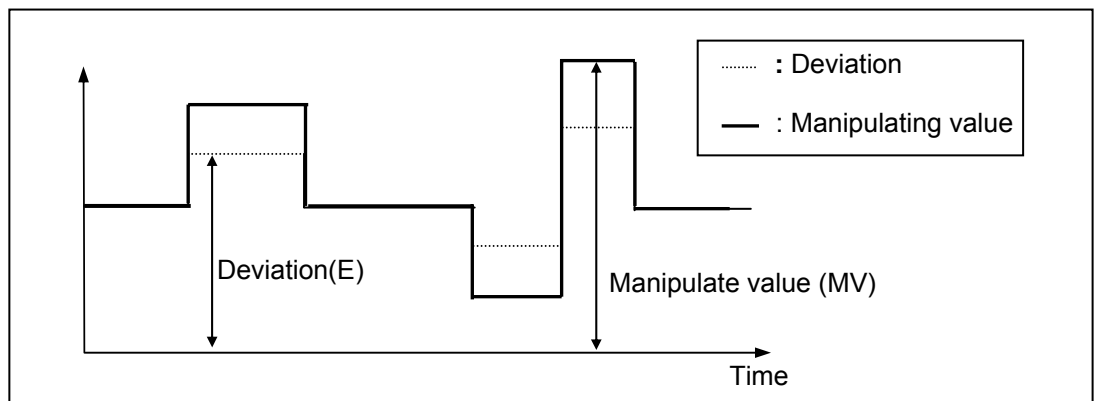 : Deviation
: Manipulating value
Deviation(E)
Manipulate value (MV)
Time